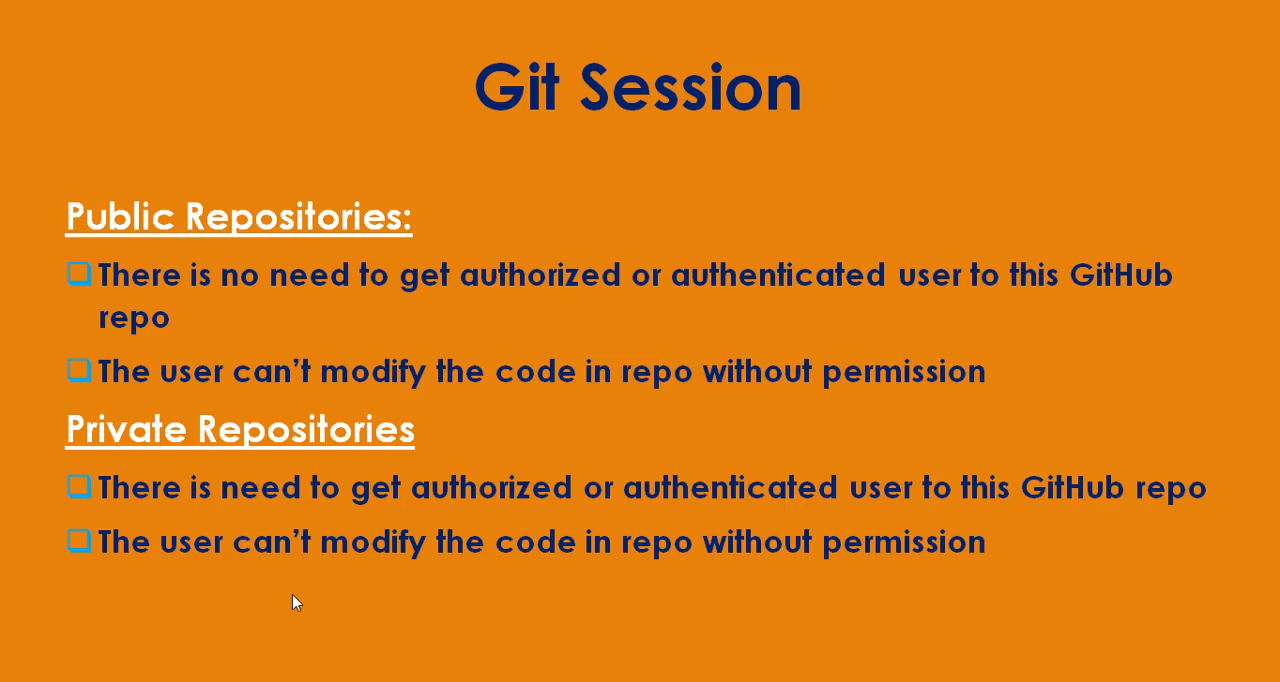 Git Session
Public Repositories:
There is no need to get authorized or authenticated user to this GitHub
repo
The user can’t modify the code in repo without permission
Private Repositories
There is need to get authorized or authenticated user to this GitHub repo
The user can’t modify the code in repo without permission